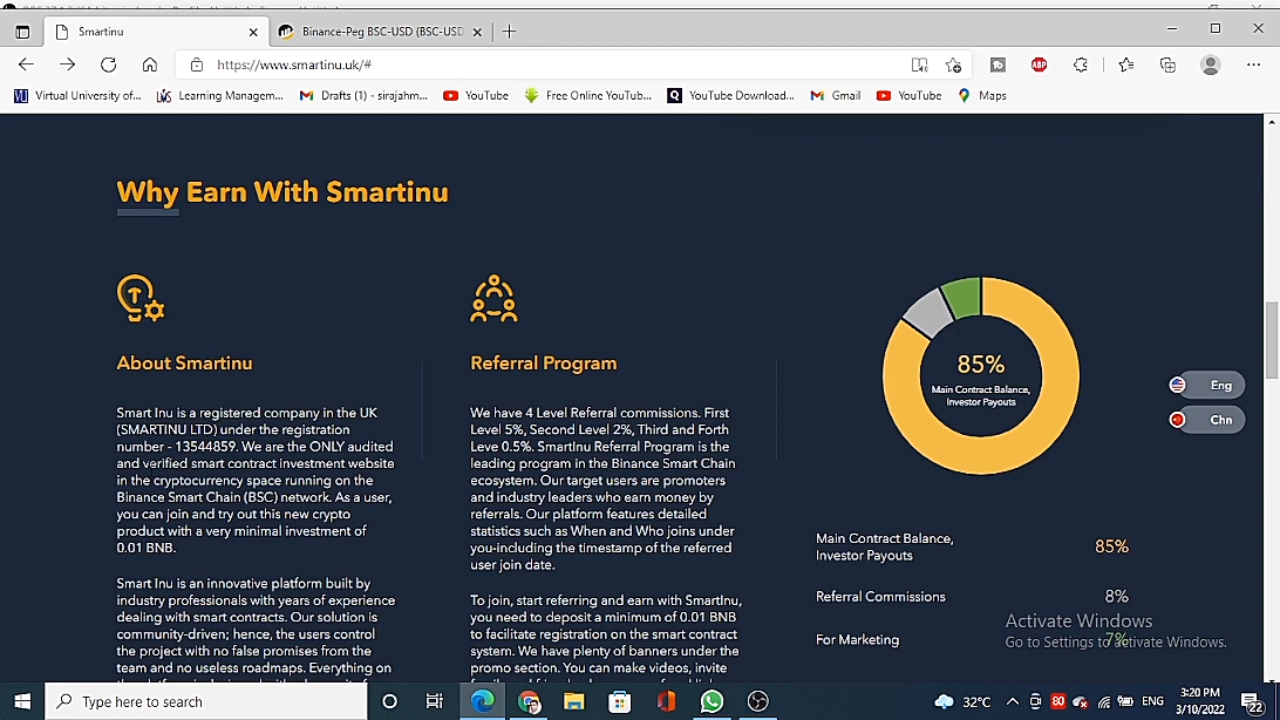 Smartinu
Binance-Peg BSC-USD (BSC-USD
https://www.smartinu.uk/#
ABP
Virtual University of...
Learning Managem...
Drafts (1) - sirajahm...
YouTube
Free Online YouTub...
YouTube Download...
Gmail
YouTube
Maps
Why Earn With Smartinu
About Smartinu
Smart Inu is a registered company in the UK
(SMARTINU LTD) under the registration
number - 13544859. We are the ONLY audited
and verified smart contract investment website
in the cryptocurrency space running on the
Binance Smart Chain (BSC) network. As a user,
you can join and try out this new crypto
product with a very minimal investment of
0.01 BNB.
Smart Inu is an innovative platform built by
industry professionals with years of experience
dealing with smart contracts. Our solution is
community-driven; hence, the users control
the project with no false promises from the
team and no useless roadmaps. Everything on
Referral Program
We have 4 Level Referral commissions. First
Level 5%, Second Level 2%, Third and Forth
Leve 0.5%. SmartInu Referral Program is the
leading program in the Binance Smart Chain
ecosystem. Our target users are promoters
and industry leaders who earn money by
referrals. Our platform features detailed
statistics such as When and Who joins under
you-including the timestamp of the referred
user join date.
To join, start referring and earn with SmartInu,
you need to deposit a minimum of 0.01 BNB
to facilitate registration on the smart contract
system. We have plenty of banners under the
promo section. You can make videos, invite
85%
Main Contract Balance,
Investor Payouts
Eng
Chn
Main Contract Balance,
Investor Payouts
85%
Referral Commissions
8%
For Marketing
7%
Activate Windows
Go to Settings to activate Windows.
Type here to search
32°C
80
ENG
3:20 PM
3/10/2022
22